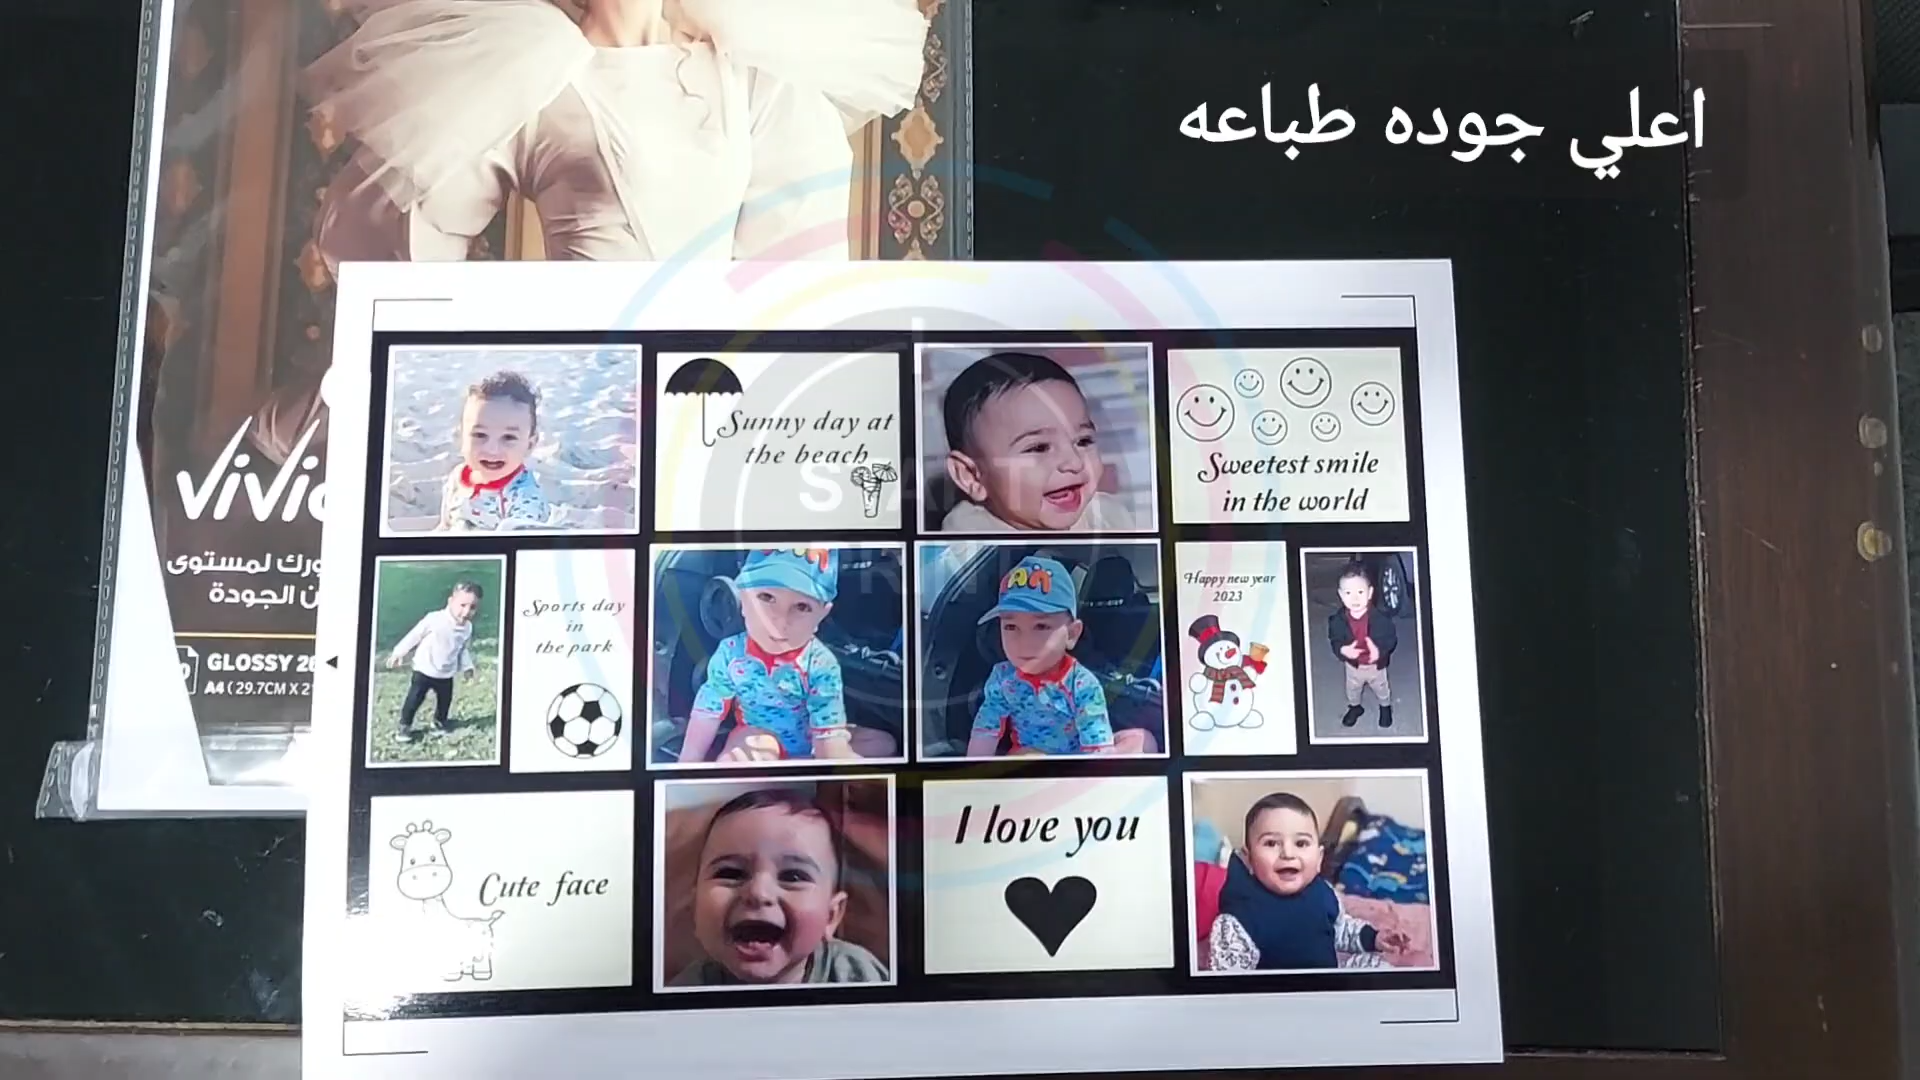 اعلي جوده طباعه
Sunny day at
the beach
Sweetest smile
in the world
START
Sports day
in
the park
Happy new year
2023
Cute face
I love you
لمستوى
الجودة
GLOSSY
A4 (29.7CM X